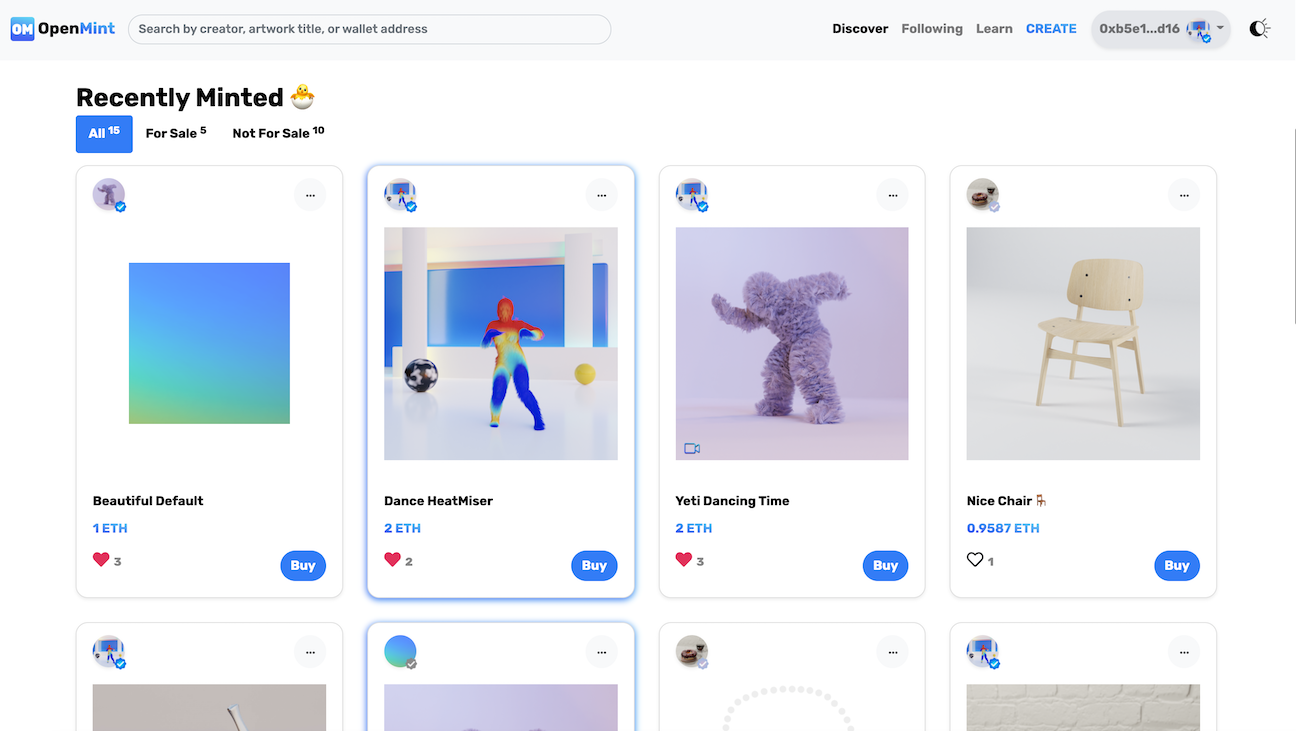 OM OpenMint
Search by creator, artwork title, or wallet address
Discover Following Learn CREATE 0xb5e1...d16
Recently Minted 🐣
All 15 For Sale 5 Not For Sale 10
... ... ... ...
Beautiful Default Dance HeatMiser Yeti Dancing Time Nice Chair 🪑
1 ETH 2 ETH 2 ETH 0.9587 ETH
3 Buy 2 Buy 3 Buy 1 Buy
... ... ... ...